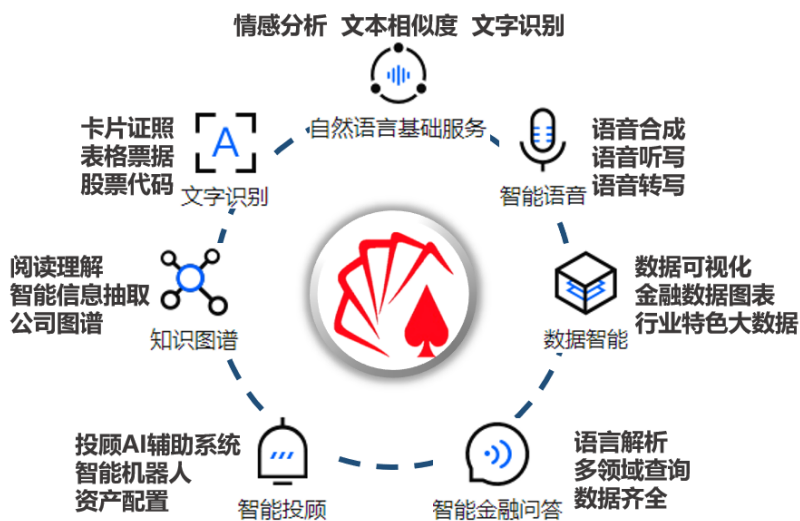 情感分析 文本相似度 文字识别
自然语言基础服务
卡片证照
表格票据
股票代码
A
文字识别
语音合成
语音听写
语音转写
智能语音
阅读理解
智能信息抽取
公司图谱
知识图谱
数据可视化
金融数据图表
行业特色大数据
数据智能
投顾AI辅助系统
智能机器人
资产配置
智能投顾
语言解析
多领域查询
数据齐全
智能金融问答